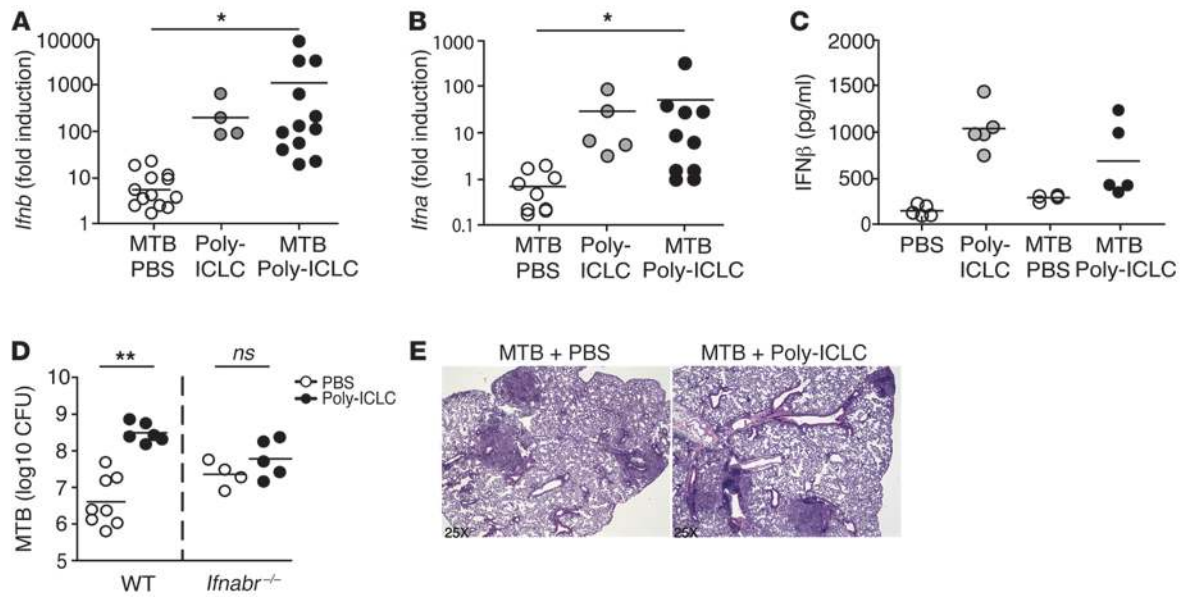 A
*
Ifnb (fold induction)
10000
1000
100
10
1
MTB
PBS
Poly-
ICLC
MTB
Poly-ICLC
B
*
Ifna (fold induction)
1000
100
10
1
0.1
MTB
PBS
Poly-
ICLC
MTB
Poly-ICLC
C
IFNβ (pg/ml)
2000
1500
1000
500
0
PBS
Poly-
ICLC
MTB
PBS
MTB
Poly-ICLC
D
**
ns
MTB (log10 CFU)
10
9
8
7
6
5
WT
Ifnabr⁻/⁻
PBS
Poly-ICLC
E
MTB + PBS
MTB + Poly-ICLC
25X
25X